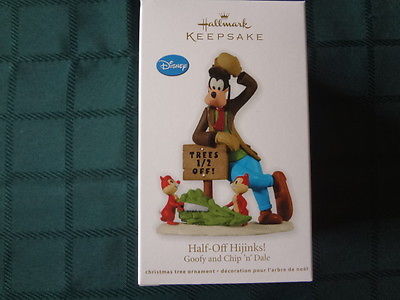 Hallmark
KEEPSAKE
Disney
TREES
1/2
OFF!
Half-Off Hijinks!
Goofy and Chip 'n' Dale
christmas tree ornament • décoration pour l'arbre de noël